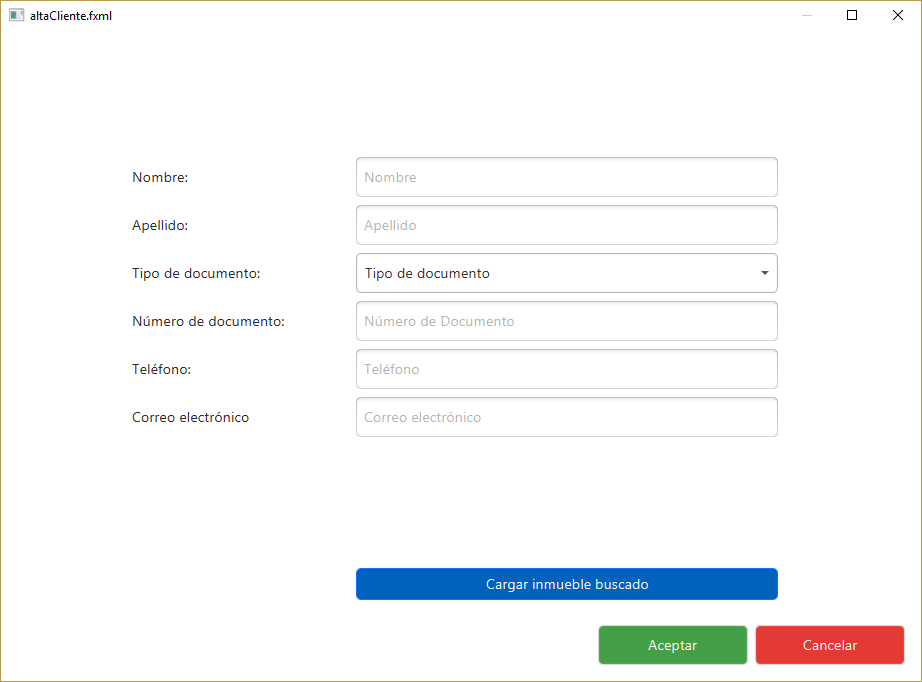 altaCliente.fxml
Nombre: Nombre
Apellido: Apellido
Tipo de documento: Tipo de documento
Número de documento: Número de Documento
Teléfono: Teléfono
Correo electrónico Correo electrónico
Cargar inmueble buscado
Aceptar Cancelar